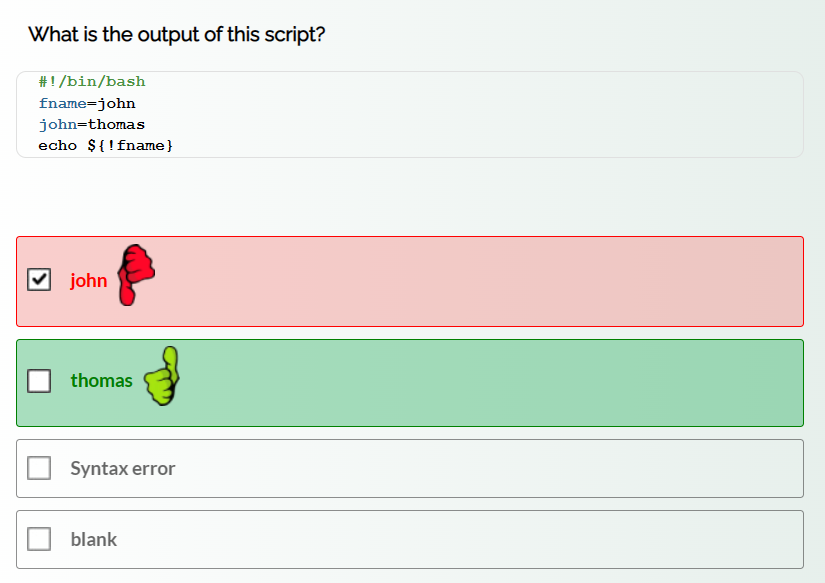 What is the output of this script?
#!/bin/bash
fname=john
john=thomas
echo ${!fname}
john
thomas
Syntax error
blank